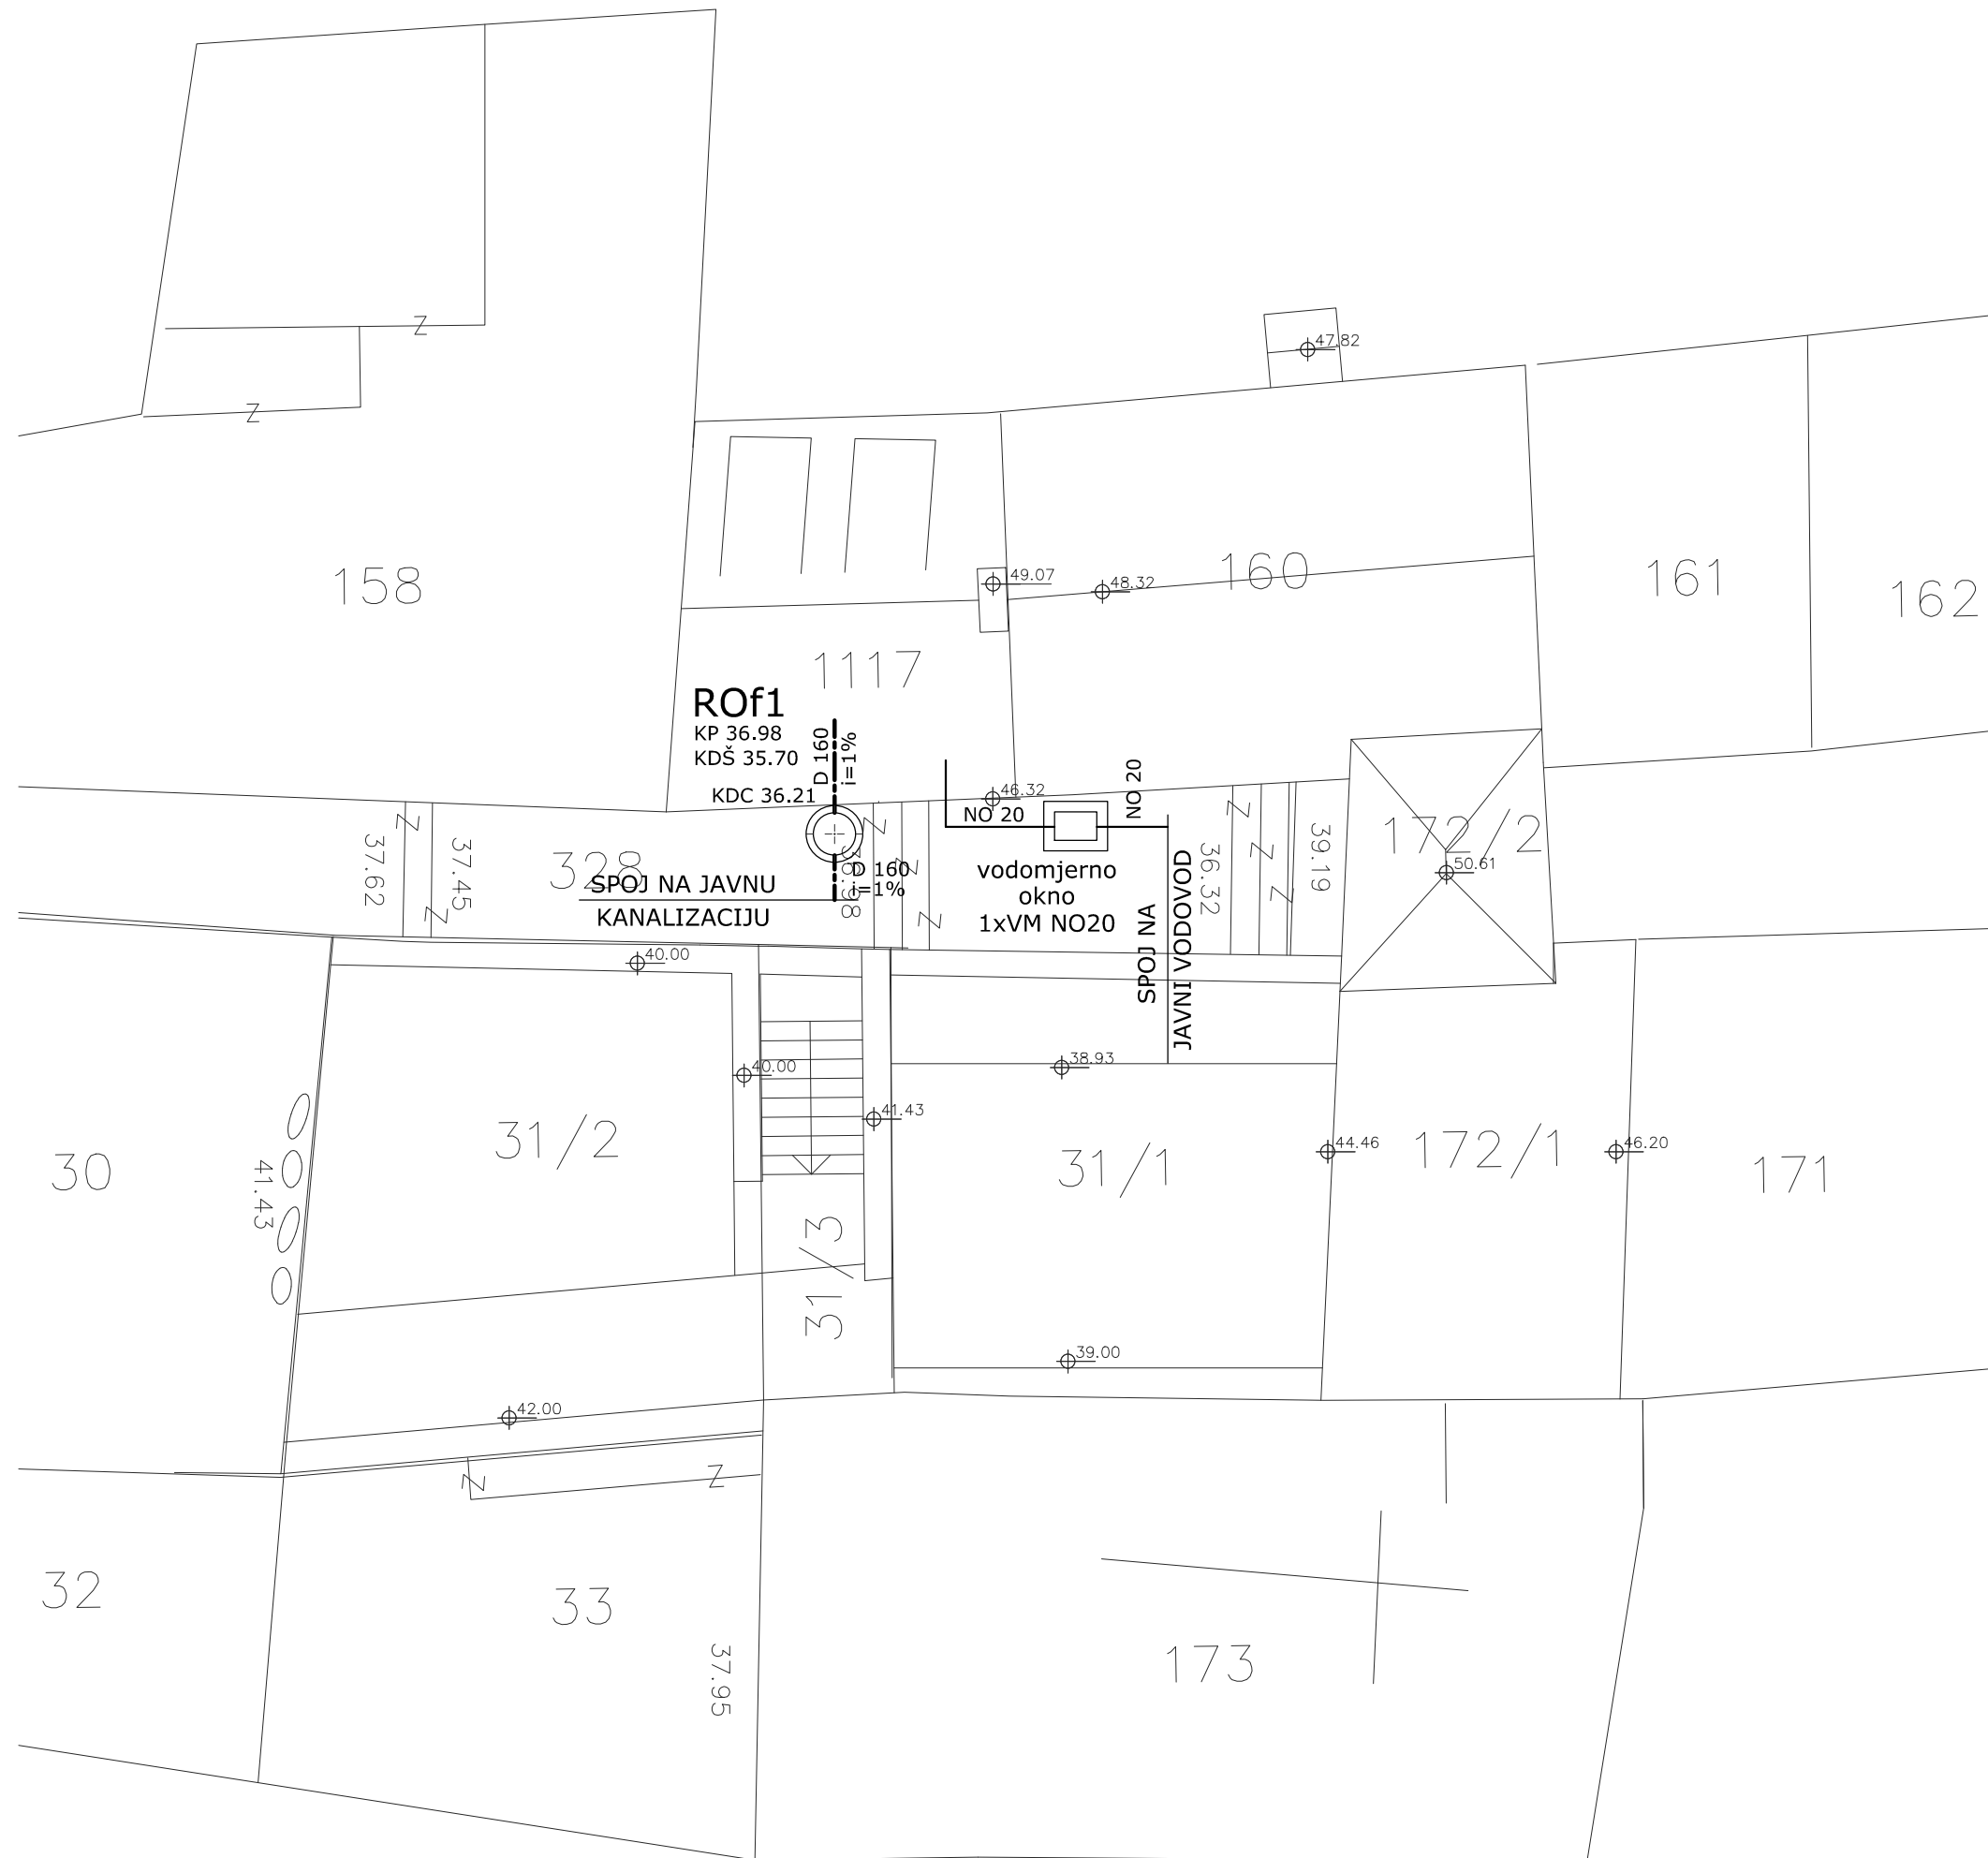 47.82
158
49.07
48.32
160
161
162
1117
ROf1
KP 36.98
KDŠ 35.70
KDC 36.21
D 160
i=1%
46.32
NO 20
NO 20
37.62
37.45
328
SPOJ NA JAVNU
KANALIZACIJU
36.98
D 160
i=1%
vodomjerno
okno
1xVM NO20
SPOJ NA
JAVNI VODOVOD
36.32
39.19
172/2
50.61
40.00
40.00
38.93
41.43
31/2
31/1
44.46
172/1
46.20
171
30
41.43
31/3
39.00
42.00
32
33
37.95
173